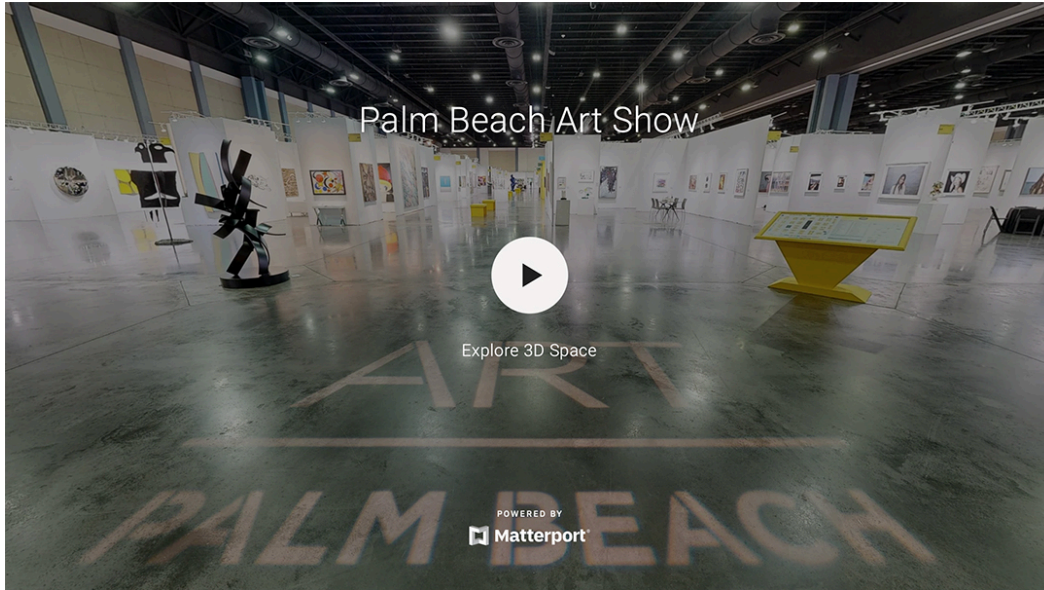 Palm Beach Art Show
Explore 3D Space
ART
PALM BEACH
POWERED BY
Matterport